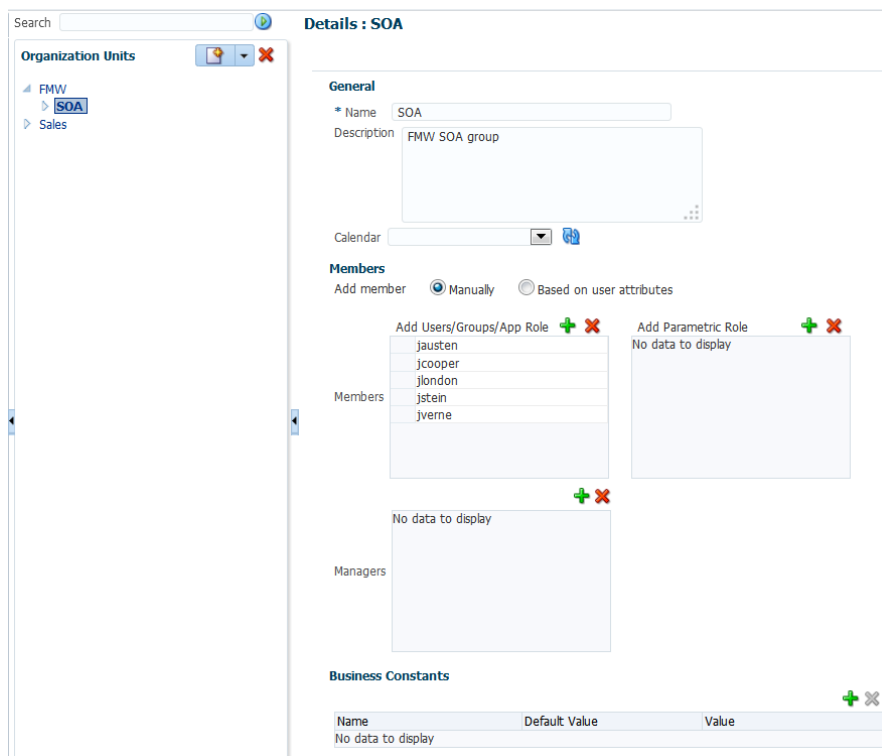 Search
Details : SOA
Organization Units
FMW
SOA
Sales
General
* Name SOA
Description FMW SOA group
Calendar
Members
Add member Manually Based on user attributes
Add Users/Groups/App Role Add Parametric Role
jausten No data to display
jcooper
jlondon
Members jstein
jverne
No data to display
Managers
Business Constants
Name Default Value Value
No data to display